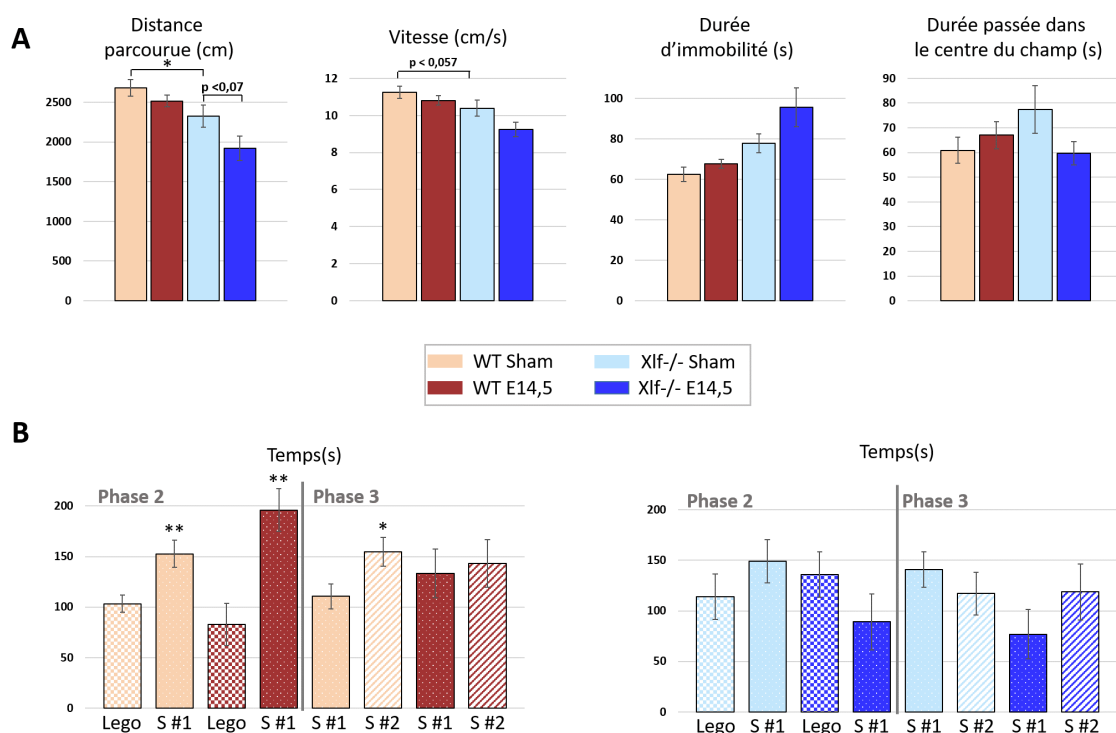 A
Distance
parcourue (cm)
*
p <0,07
2500
2000
1500
1000
500
0
Vitesse (cm/s)
p < 0,057
12
10
8
6
4
2
0
Durée
d’immobilité (s)
100
80
60
40
20
0
Durée passée dans
le centre du champ (s)
90
80
70
60
50
40
30
20
10
0
WT Sham
Xlf-/- Sham
WT E14,5
Xlf-/- E14,5
B
Temps(s)
Phase 2
Phase 3
**
**
*
200
150
100
50
0
Lego S #1 Lego S #1 S #1 S #2 S #1 S #2
Temps(s)
Phase 2
Phase 3
200
150
100
50
0
Lego S #1 Lego S #1 S #1 S #2 S #1 S #2